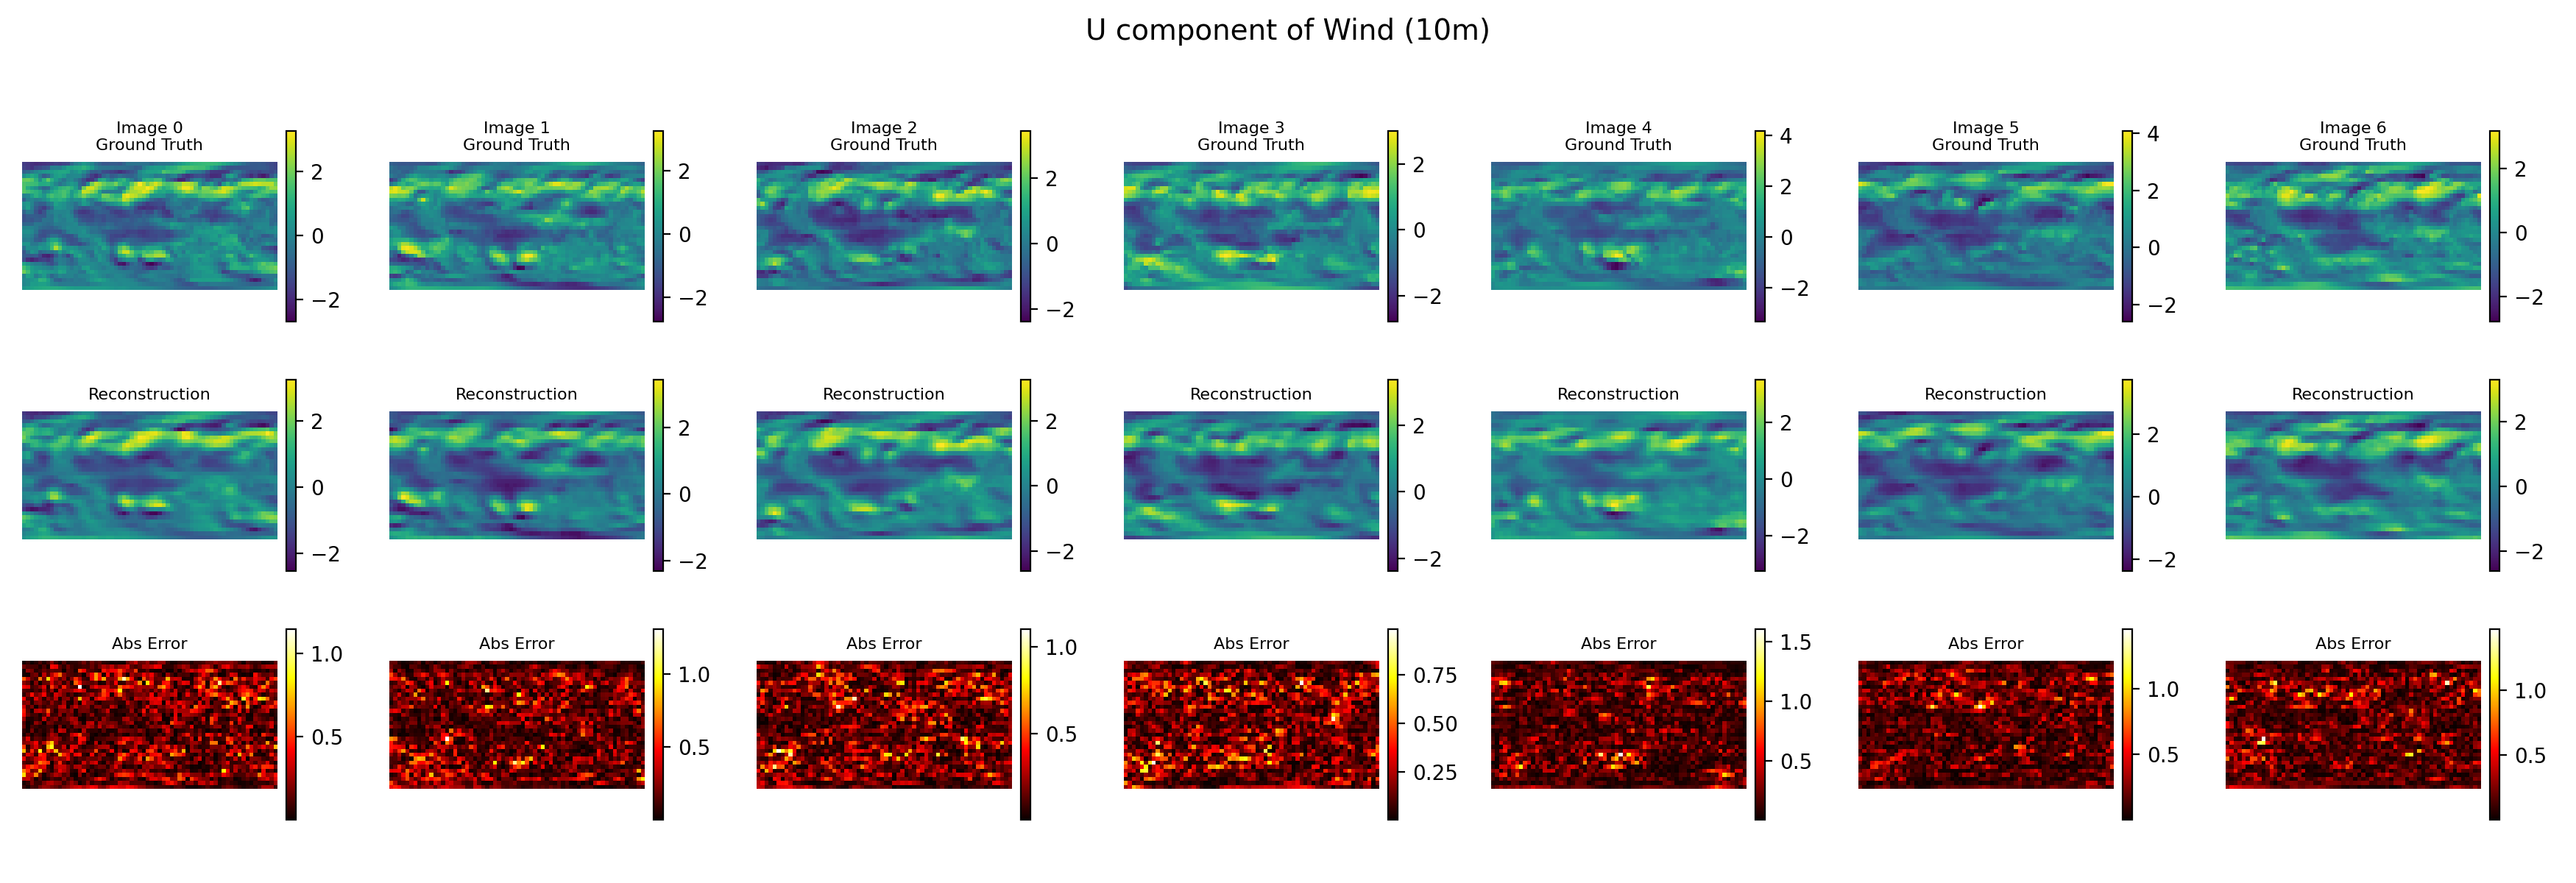 U component of Wind (10m)
Image 0
Ground Truth
2
0
−2
Image 1
Ground Truth
2
0
−2
Image 2
Ground Truth
2
0
−2
Image 3
Ground Truth
2
0
−2
Image 4
Ground Truth
4
2
0
−2
Image 5
Ground Truth
4
2
0
−2
Image 6
Ground Truth
2
0
−2
Reconstruction
2
0
−2
Reconstruction
2
0
−2
Reconstruction
2
0
−2
Reconstruction
2
0
−2
Reconstruction
2
0
−2
Reconstruction
2
0
−2
Reconstruction
2
0
−2
Abs Error
1.0
0.5
Abs Error
1.0
0.5
Abs Error
1.0
0.5
Abs Error
0.75
0.50
0.25
Abs Error
1.5
1.0
0.5
Abs Error
1.0
0.5
Abs Error
1.0
0.5